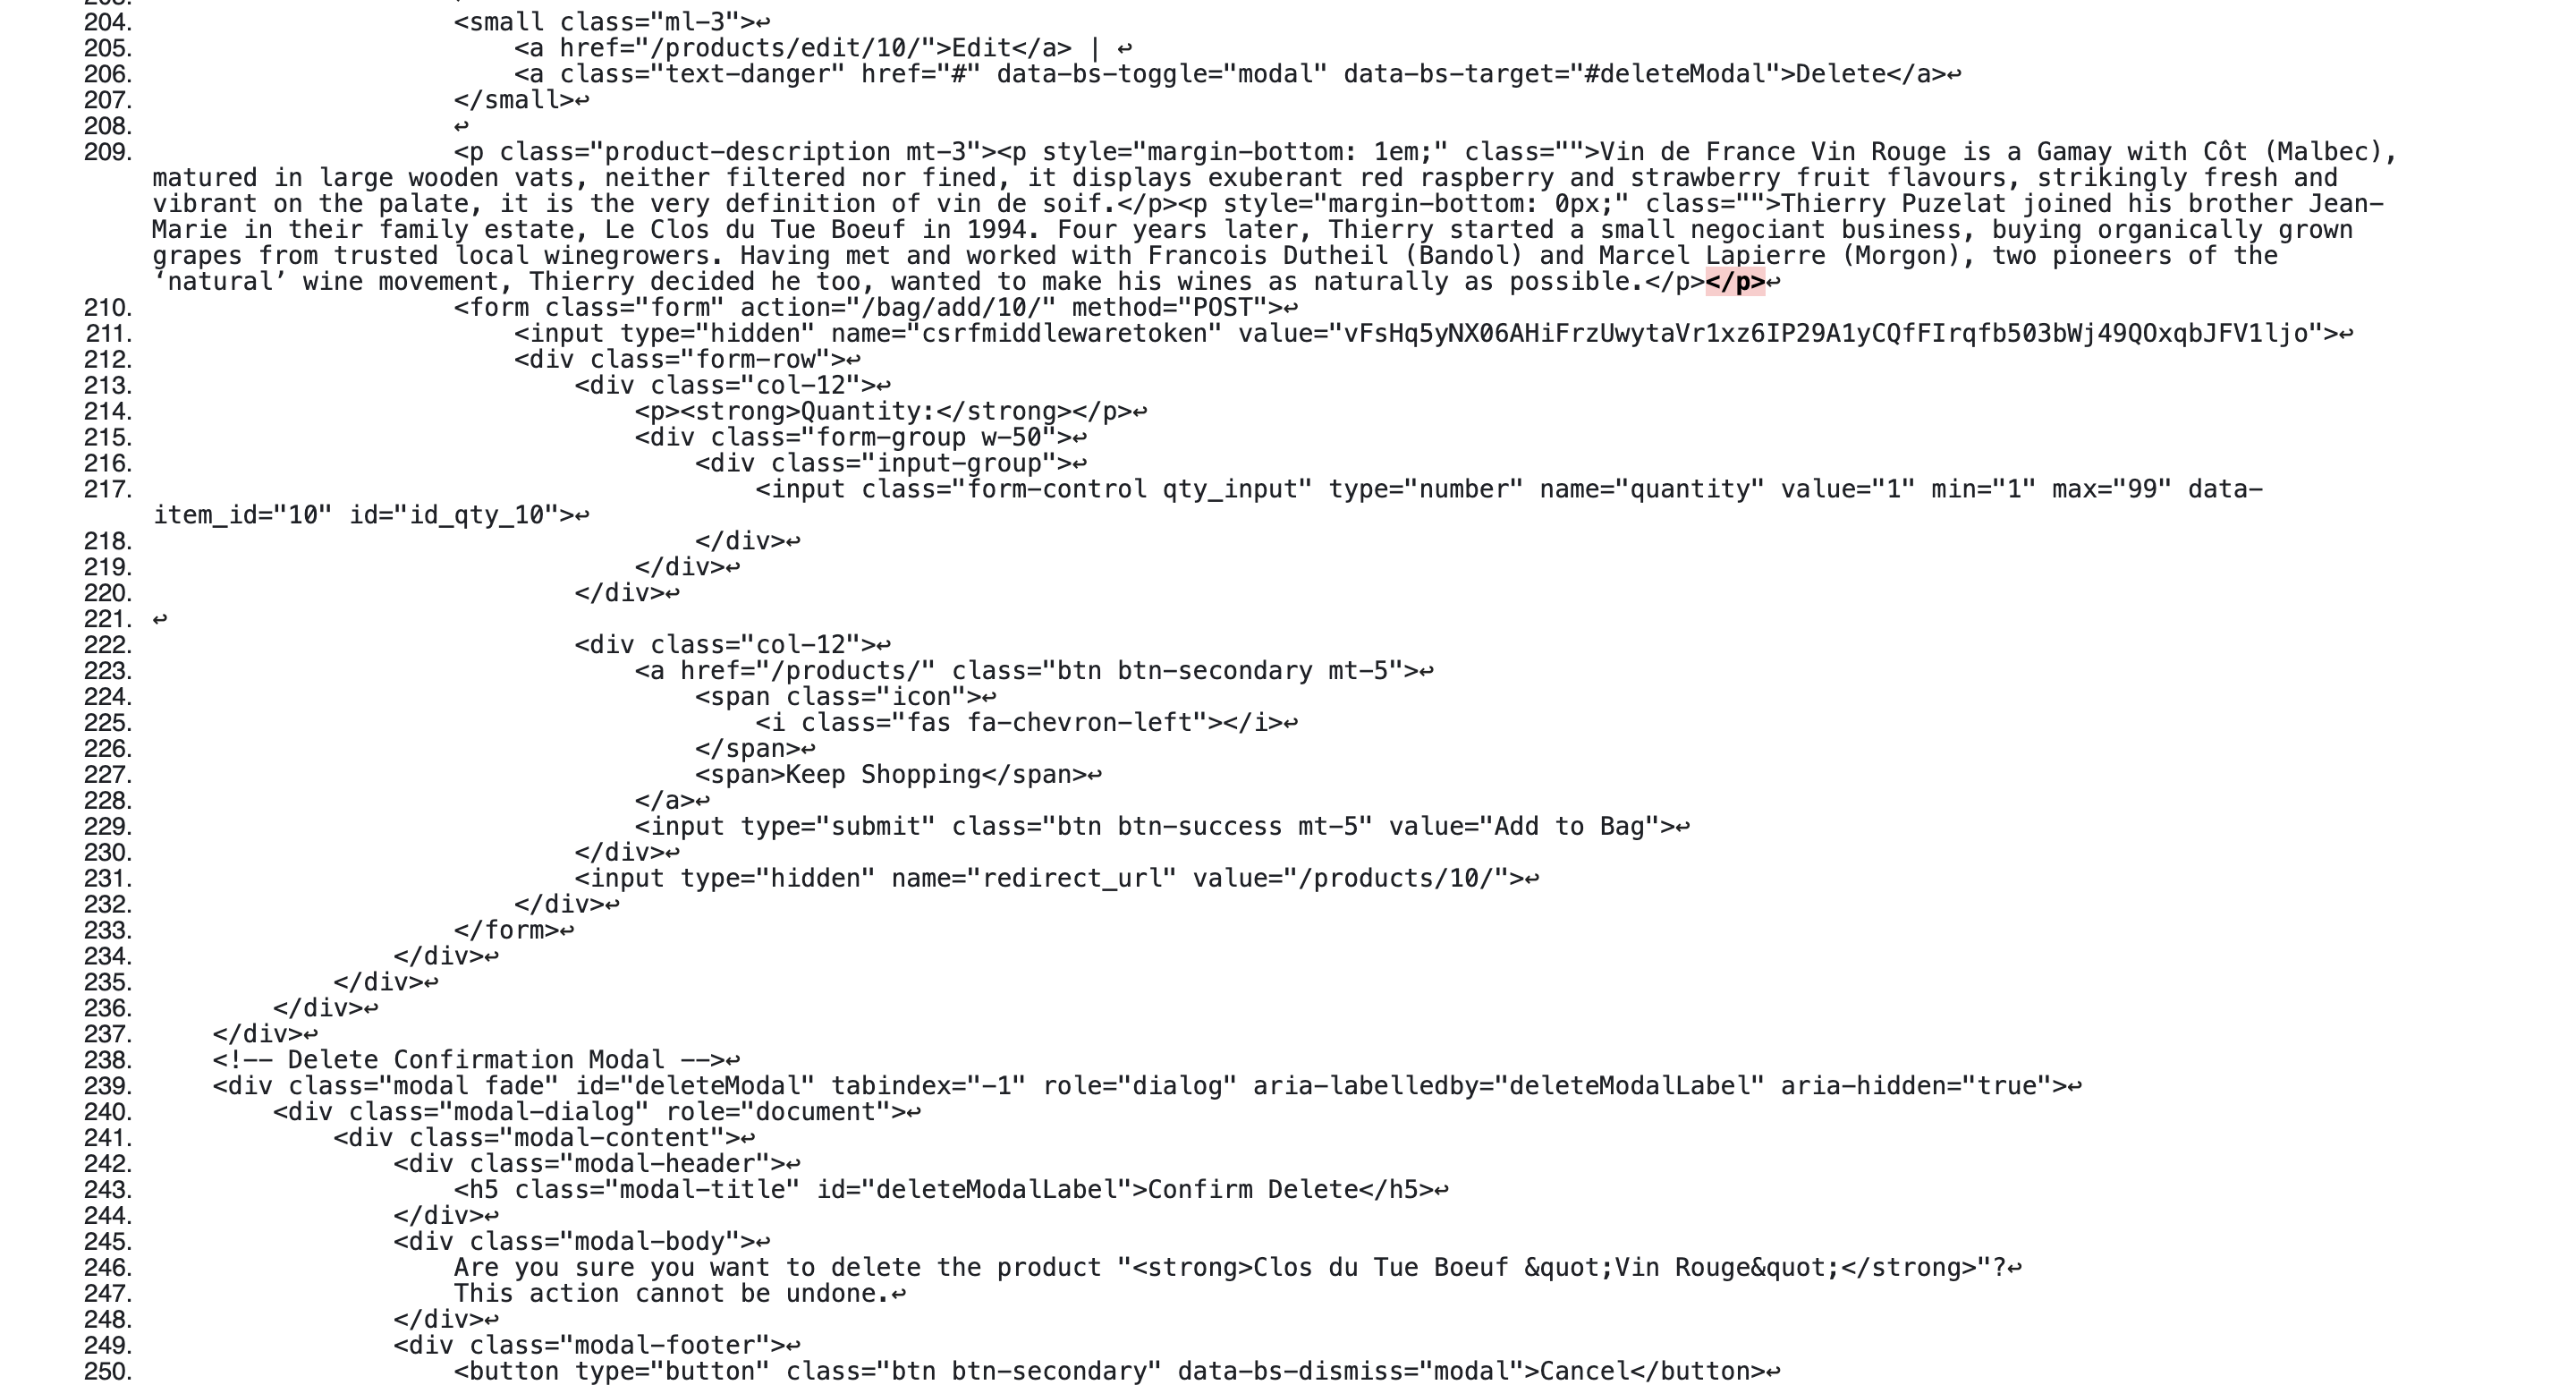 204. <small class="ml-3">↩
205. <a href="/products/edit/10/">Edit</a> | ↩
206. <a class="text-danger" href="#" data-bs-toggle="modal" data-bs-target="#deleteModal">Delete</a>↩
207. </small>↩
208. ↩
209. <p class="product-description mt-3"><p style="margin-bottom: 1em;" class="">Vin de France Vin Rouge is a Gamay with Côt (Malbec),
matured in large wooden vats, neither filtered nor fined, it displays exuberant red raspberry and strawberry fruit flavours, strikingly fresh and
vibrant on the palate, it is the very definition of vin de soif.</p><p style="margin-bottom: 0px;" class="">Thierry Puzelat joined his brother Jean-
Marie in their family estate, Le Clos du Tue Boeuf in 1994. Four years later, Thierry started a small negociant business, buying organically grown
grapes from trusted local winegrowers. Having met and worked with Francois Dutheil (Bandol) and Marcel Lapierre (Morgon), two pioneers of the
‘natural’ wine movement, Thierry decided he too, wanted to make his wines as naturally as possible.</p></p>↩
210. <form class="form" action="/bag/add/10/" method="POST">↩
211. <input type="hidden" name="csrfmiddlewaretoken" value="vFsHq5yNX06AHiFrzUwytaVr1xz6IP29A1yCQfFIrqfb503bWj49QOxqbJFV1ljo">↩
212. <div class="form-row">↩
213. <div class="col-12">↩
214. <p><strong>Quantity:</strong></p>↩
215. <div class="form-group w-50">↩
216. <div class="input-group">↩
217. <input class="form-control qty_input" type="number" name="quantity" value="1" min="1" max="99" data-
item_id="10" id="id_qty_10">↩
218. </div>↩
219. </div>↩
220. </div>↩
221. ↩
222. <div class="col-12">↩
223. <a href="/products/" class="btn btn-secondary mt-5">↩
224. <span class="icon">↩
225. <i class="fas fa-chevron-left"></i>↩
226. </span>↩
227. <span>Keep Shopping</span>↩
228. </a>↩
229. <input type="submit" class="btn btn-success mt-5" value="Add to Bag">↩
230. </div>↩
231. <input type="hidden" name="redirect_url" value="/products/10/">↩
232. </div>↩
233. </form>↩
234. </div>↩
235. </div>↩
236. </div>↩
237. </div>↩
238. <!-- Delete Confirmation Modal -->↩
239. <div class="modal fade" id="deleteModal" tabindex="-1" role="dialog" aria-labelledby="deleteModalLabel" aria-hidden="true">↩
240. <div class="modal-dialog" role="document">↩
241. <div class="modal-content">↩
242. <div class="modal-header">↩
243. <h5 class="modal-title" id="deleteModalLabel">Confirm Delete</h5>↩
244. </div>↩
245. <div class="modal-body">↩
246. Are you sure you want to delete the product "<strong>Clos du Tue Boeuf &quot;Vin Rouge&quot;</strong>"?↩
247. This action cannot be undone.↩
248. </div>↩
249. <div class="modal-footer">↩
250. <button type="button" class="btn btn-secondary" data-bs-dismiss="modal">Cancel</button>↩